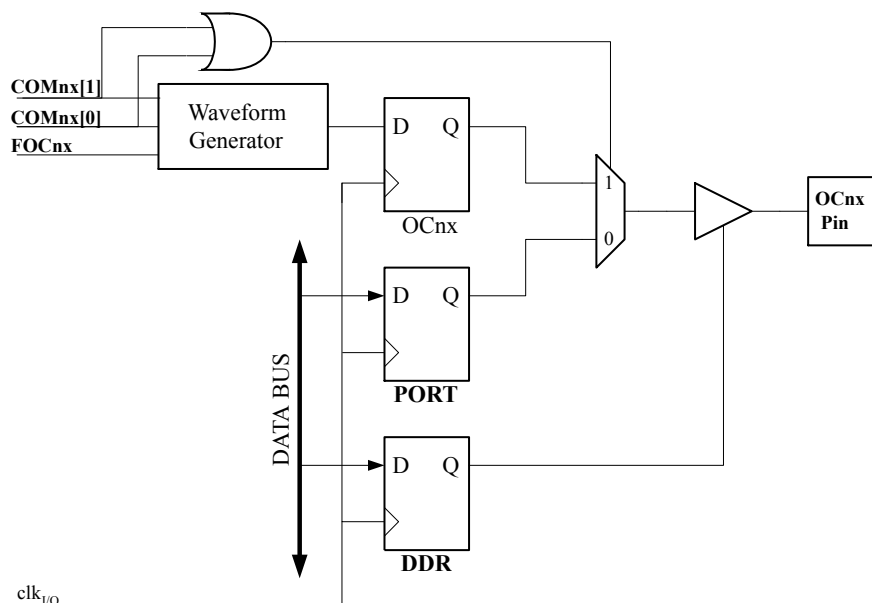 COMnx[1]
COMnx[0]
FOCnx
Waveform
Generator
D Q
OCnx
1
0
OCnx
Pin
D Q
PORT
DATA BUS
D Q
DDR
clkI/O